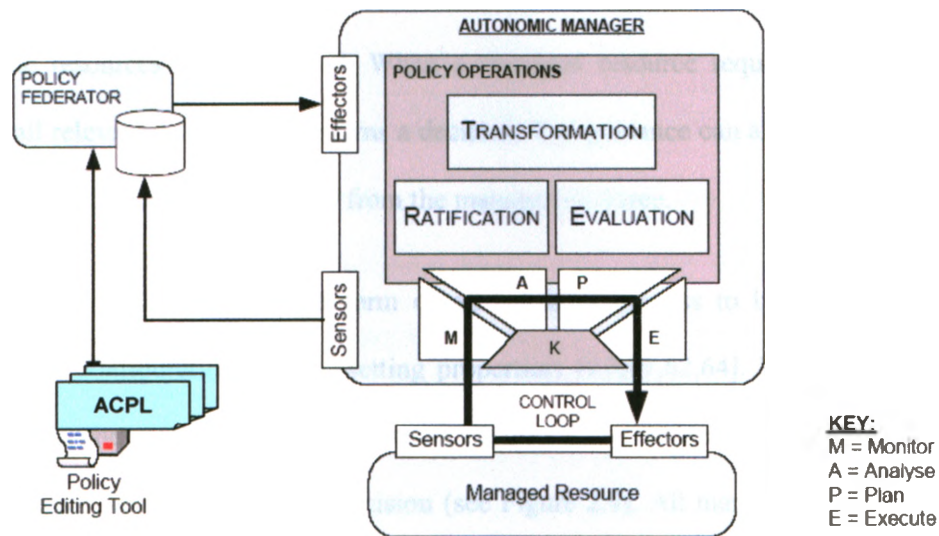 AUTONOMIC MANAGER
POLICY OPERATIONS
TRANSFORMATION
RATIFICATION
EVALUATION
POLICY
FEDERATOR
Effectors
Sensors
A
P
M
E
K
CONTROL
LOOP
Sensors
Effectors
Managed Resource
ACPL
Policy
Editing Tool
KEY:
M = Monitor
A = Analyse
P = Plan
E = Execute